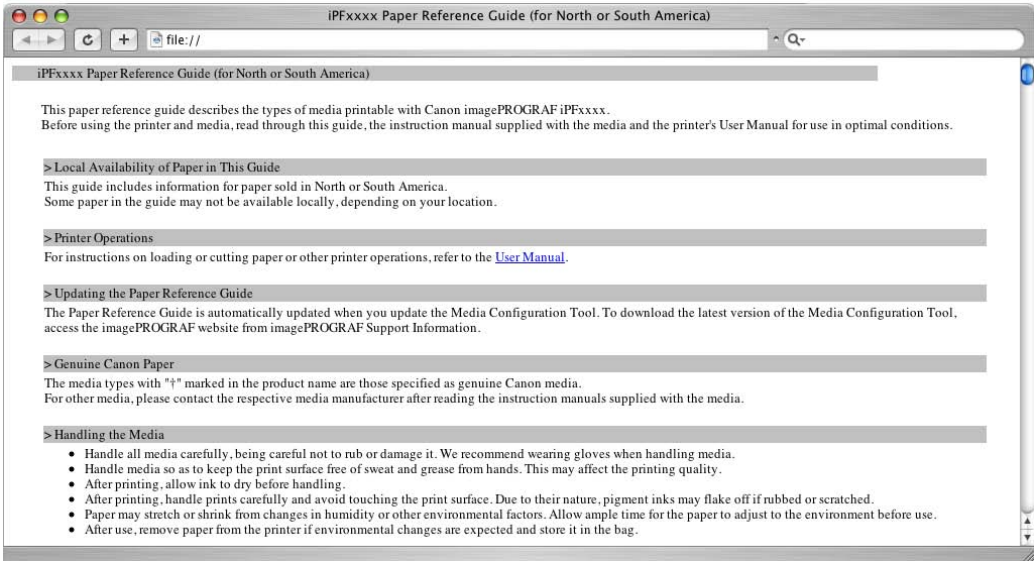 iPFxxxx Paper Reference Guide (for North or South America)
file://
iPFxxxx Paper Reference Guide (for North or South America)
This paper reference guide describes the types of media printable with Canon imagePROGRAF iPFxxxx.
Before using the printer and media, read through this guide, the instruction manual supplied with the media and the printer's User Manual for use in optimal conditions.
> Local Availability of Paper in This Guide
This guide includes information for paper sold in North or South America.
Some paper in the guide may not be available locally, depending on your location.
> Printer Operations
For instructions on loading or cutting paper or other printer operations, refer to the User Manual.
> Updating the Paper Reference Guide
The Paper Reference Guide is automatically updated when you update the Media Configuration Tool. To download the latest version of the Media Configuration Tool,
access the imagePROGRAF website from imagePROGRAF Support Information.
> Genuine Canon Paper
The media types with "†" marked in the product name are those specified as genuine Canon media.
For other media, please contact the respective media manufacturer after reading the instruction manuals supplied with the media.
> Handling the Media
• Handle all media carefully, being careful not to rub or damage it. We recommend wearing gloves when handling media.
• Handle media so as to keep the print surface free of sweat and grease from hands. This may affect the printing quality.
• After printing, allow ink to dry before handling.
• After printing, handle prints carefully and avoid touching the print surface. Due to their nature, pigment inks may flake off if rubbed or scratched.
• Paper may stretch or shrink from changes in humidity or other environmental factors. Allow ample time for the paper to adjust to the environment before use.
• After use, remove paper from the printer if environmental changes are expected and store it in the bag.